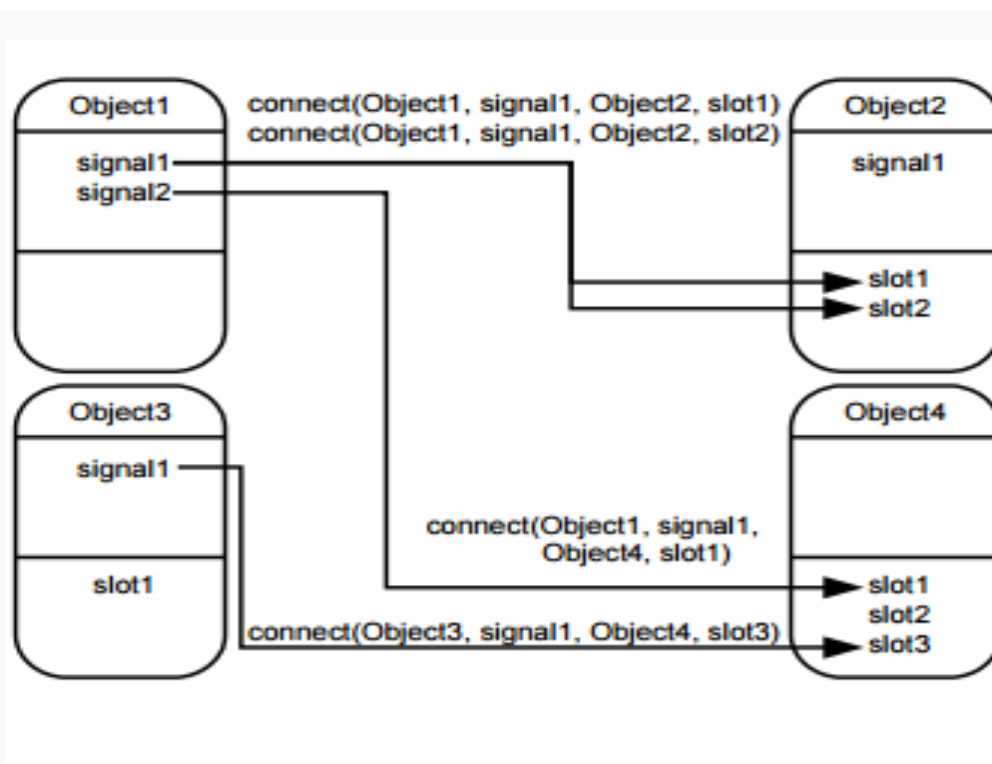 Object1
connect(Object1, signal1, Object2, slot1)
connect(Object1, signal1, Object2, slot2)
Object2
signal1
signal2
signal1
slot1
slot2
Object3
Object4
signal1
connect(Object1, signal1,
Object4, slot1)
slot1
slot1
slot2
connect(Object3, signal1, Object4, slot3)
slot3